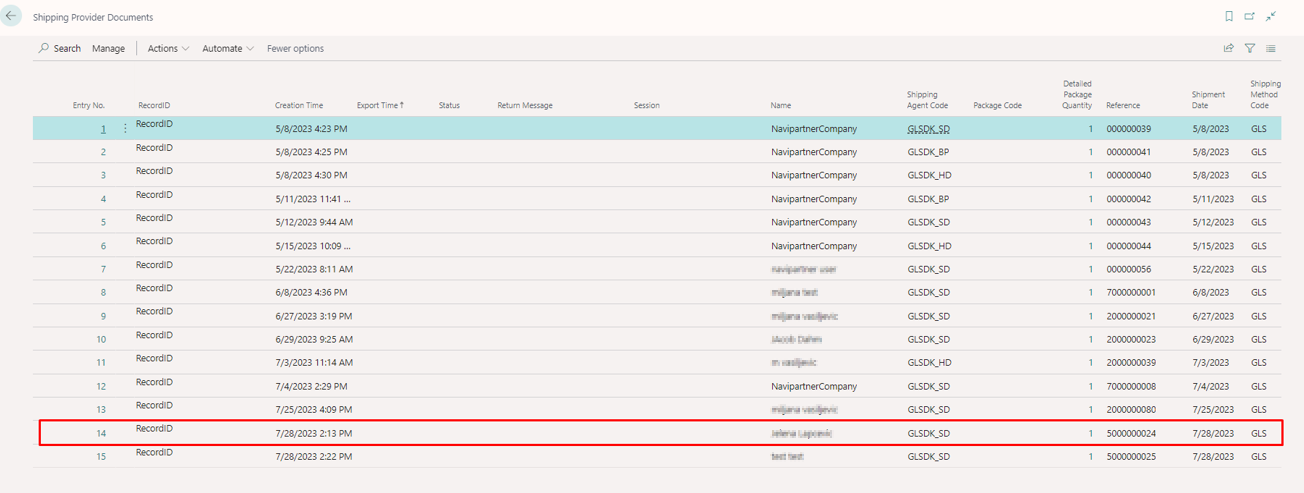 Shipping Provider Documents
Search Manage Actions Automate Fewer options
Entry No. RecordID Creation Time Export Time↑ Status Return Message Session Name Shipping Agent Code Package Code Detailed Package Quantity Reference Shipment Date Shipping Method Code
1 RecordID 5/8/2023 4:23 PM NavipartnerCompany GLSDK_SD 1 000000039 5/8/2023 GLS
2 RecordID 5/8/2023 4:25 PM NavipartnerCompany GLSDK_BP 1 000000041 5/8/2023 GLS
3 RecordID 5/8/2023 4:30 PM NavipartnerCompany GLSDK_HD 1 000000040 5/8/2023 GLS
4 RecordID 5/11/2023 11:41 ... NavipartnerCompany GLSDK_BP 1 000000042 5/11/2023 GLS
5 RecordID 5/12/2023 9:44 AM NavipartnerCompany GLSDK_SD 1 000000043 5/12/2023 GLS
6 RecordID 5/15/2023 10:09 ... NavipartnerCompany GLSDK_HD 1 000000044 5/15/2023 GLS
7 RecordID 5/22/2023 8:11 AM GLSDK_SD 1 000000056 5/22/2023 GLS
8 RecordID 6/8/2023 4:36 PM GLSDK_SD 1 7000000001 6/8/2023 GLS
9 RecordID 6/27/2023 3:19 PM GLSDK_SD 1 2000000021 6/27/2023 GLS
10 RecordID 6/29/2023 9:25 AM GLSDK_SD 1 2000000023 6/29/2023 GLS
11 RecordID 7/3/2023 11:14 AM GLSDK_HD 1 2000000039 7/3/2023 GLS
12 RecordID 7/4/2023 2:29 PM NavipartnerCompany GLSDK_SD 1 7000000008 7/4/2023 GLS
13 RecordID 7/25/2023 4:09 PM GLSDK_SD 1 2000000080 7/25/2023 GLS
14 RecordID 7/28/2023 2:13 PM GLSDK_SD 1 5000000024 7/28/2023 GLS
15 RecordID 7/28/2023 2:22 PM GLSDK_SD 1 5000000025 7/28/2023 GLS